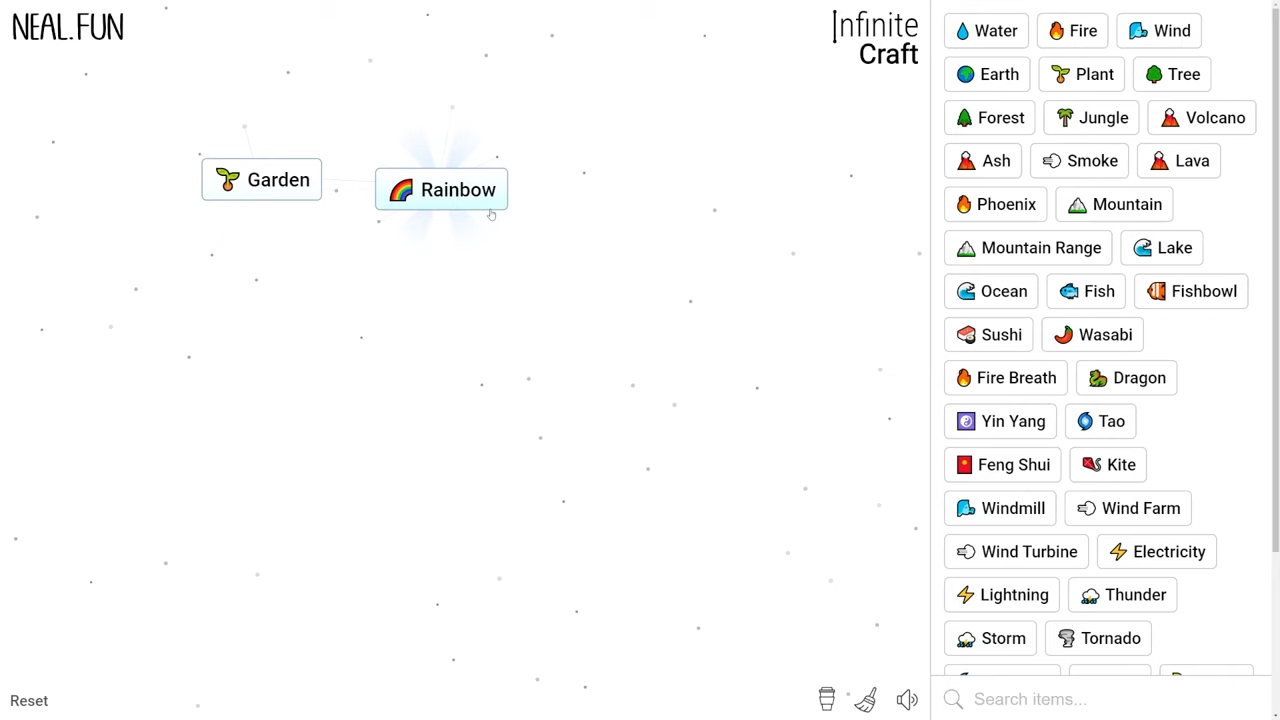 NEAL.FUN
Infinite
Craft
Garden
Rainbow
Water Fire Wind
Earth Plant Tree
Forest Jungle Volcano
Ash Smoke Lava
Phoenix Mountain
Mountain Range Lake
Ocean Fish Fishbowl
Sushi Wasabi
Fire Breath Dragon
Yin Yang Tao
Feng Shui Kite
Windmill Wind Farm
Wind Turbine Electricity
Lightning Thunder
Storm Tornado
Reset
Search items...